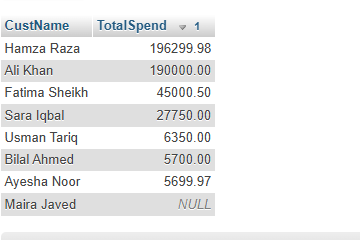 CustName TotalSpend 1
Hamza Raza 196299.98
Ali Khan 190000.00
Fatima Sheikh 45000.50
Sara Iqbal 27750.00
Usman Tariq 6350.00
Bilal Ahmed 5700.00
Ayesha Noor 5699.97
Maira Javed NULL